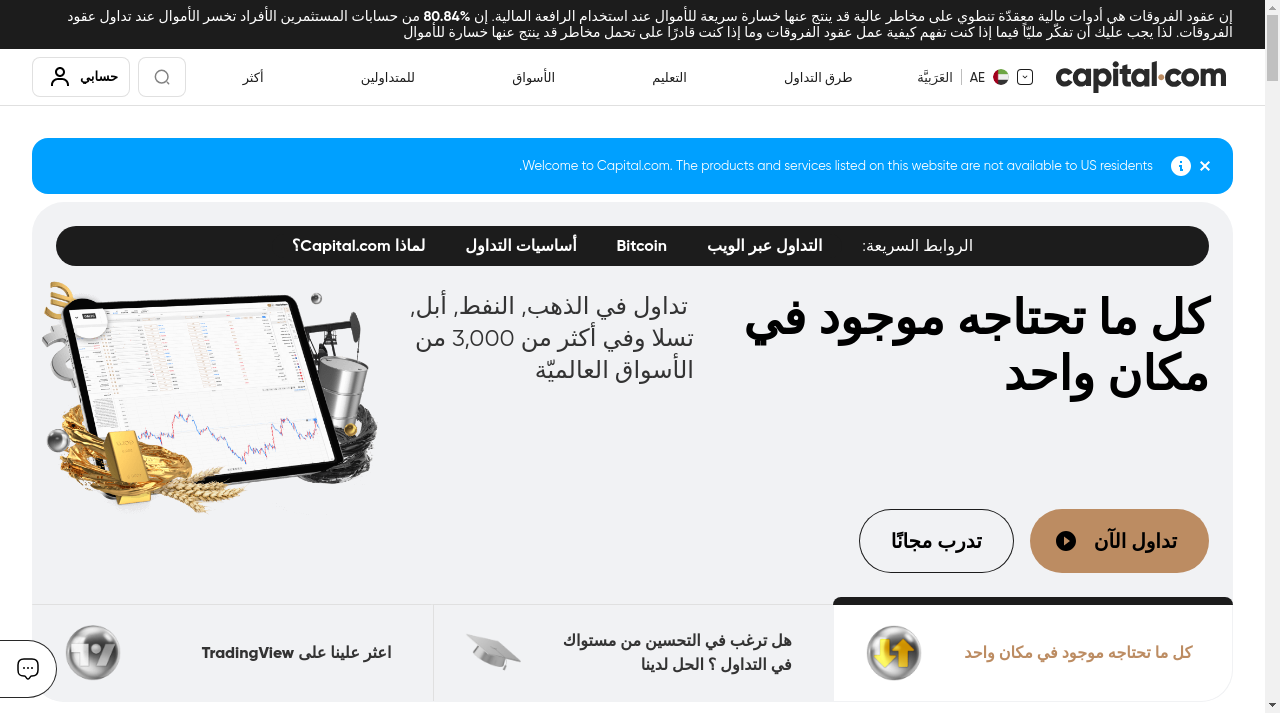 إن عقود الفروقات هي أدوات مالية معقدّة تنطوي على مخاطر عالية قد ينتج عنها خسارة سريعة للأموال عند استخدام الرافعة المالية. إن 80.84% من حسابات المستثمرين الأفراد تخسر الأموال عند تداول عقود
الفروقات. لذا يجب عليك أن تفكّر مليّاً فيما إذا كنت تفهم كيفية عمل عقود الفروقات وما إذا كنت قادرًا على تحمل مخاطر قد ينتج عنها خسارة للأموال
capital.com
AE العَرَبِيَّة
طرق التداول
التعليم
الأسواق
للمتداولين
أكثر
حسابي
Welcome to Capital.com. The products and services listed on this website are not available to US residents.
الروابط السريعة:
التداول عبر الويب
Bitcoin
أساسيات التداول
لماذا Capital.com؟
كل ما تحتاجه موجود في
مكان واحد
تداول في الذهب, النفط, أبل,
تسلا وفي أكثر من 3,000 من
الأسواق العالميّة
تداول الآن
تدرب مجانًا
كل ما تحتاجه موجود في مكان واحد
هل ترغب في التحسين من مستواك
في التداول ؟ الحل لدينا
اعثر علينا على TradingView